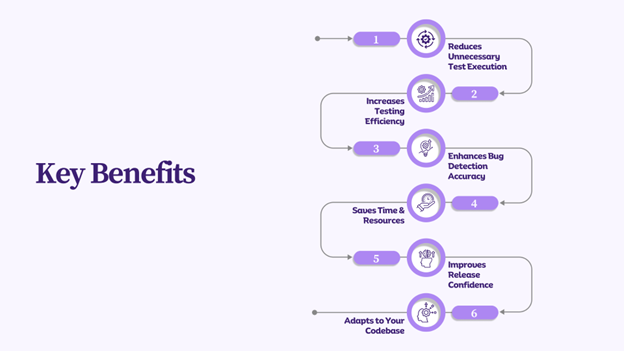 Key Benefits
1
Reduces
Unnecessary
Test Execution
2
Increases
Testing
Efficiency
3
Enhances Bug
Detection
Accuracy
4
Saves Time &
Resources
5
Improves
Release
Confidence
6
Adapts to Your
Codebase